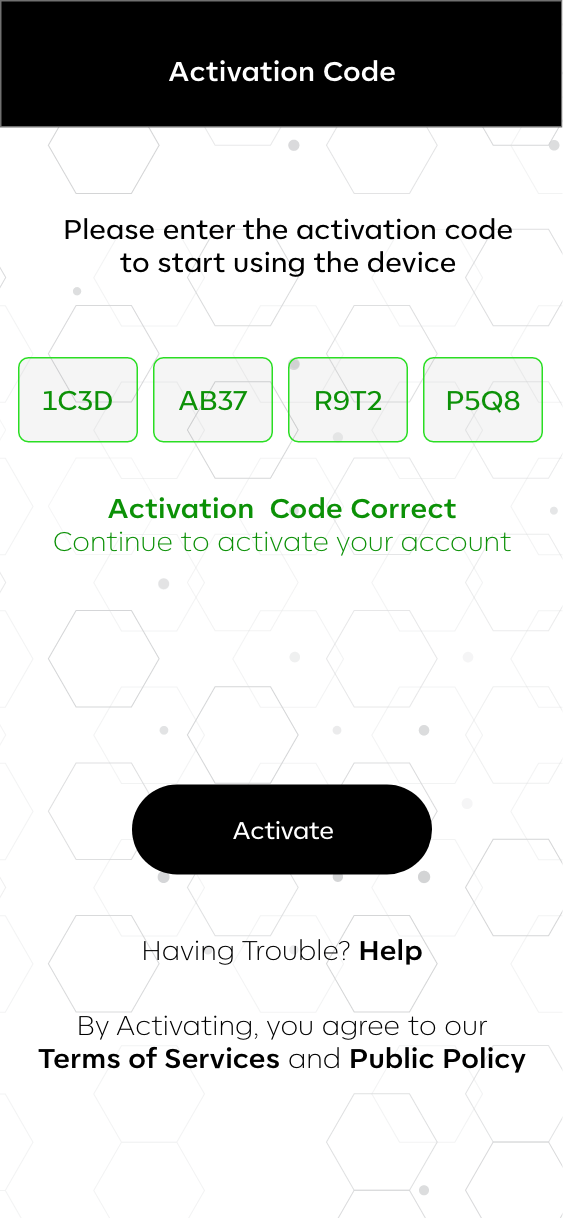 Activation Code
Please enter the activation code
to start using the device
1C3D AB37 R9T2 P5Q8
Activation  Code Correct
Continue to activate your account
Activate
Having Trouble? Help
By Activating, you agree to our
Terms of Services and Public Policy